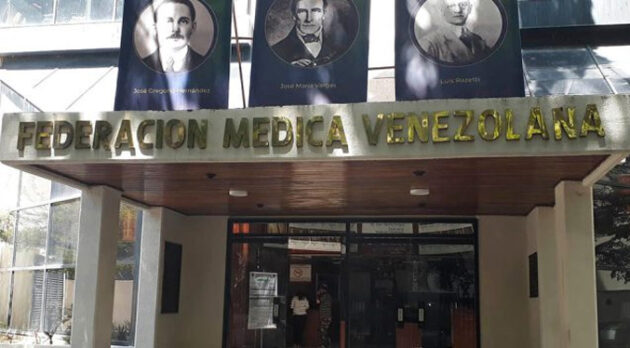 José Gregorio Hernández
José María Vargas
Luis Razetti
FEDERACION MEDICA VENEZOLANA